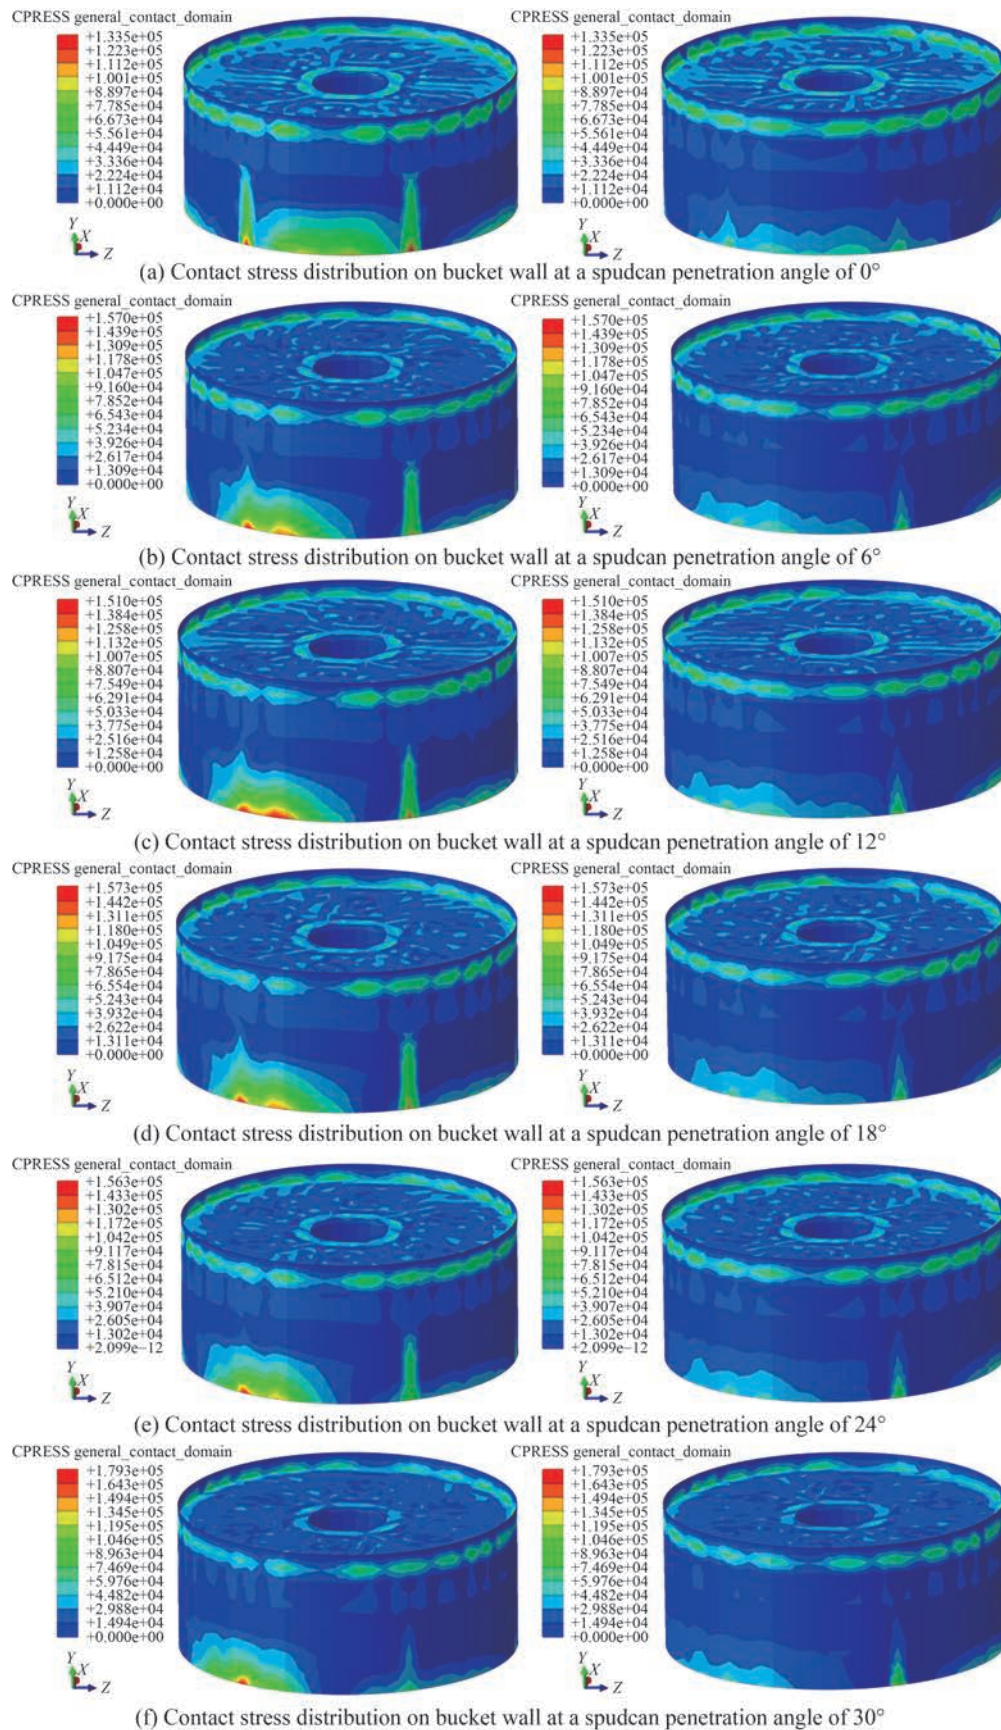 CPRESS general_contact_domain
+1.335e+05
+1.223e+05
+1.112e+05
+1.001e+05
+8.897e+04
+7.785e+04
+6.673e+04
+5.561e+04
+4.449e+04
+3.336e+04
+2.224e+04
+1.112e+04
+0.000e+00
Y
X
Z
CPRESS general_contact_domain
+1.335e+05
+1.223e+05
+1.112e+05
+1.001e+05
+8.897e+04
+7.785e+04
+6.673e+04
+5.561e+04
+4.449e+04
+3.336e+04
+2.224e+04
+1.112e+04
+0.000e+00
Y
X
Z
(a) Contact stress distribution on bucket wall at a spudcan penetration angle of 0°
CPRESS general_contact_domain
+1.570e+05
+1.439e+05
+1.309e+05
+1.178e+05
+1.047e+05
+9.160e+04
+7.852e+04
+6.543e+04
+5.234e+04
+3.926e+04
+2.617e+04
+1.309e+04
+0.000e+00
Y
X
Z
CPRESS general_contact_domain
+1.570e+05
+1.439e+05
+1.309e+05
+1.178e+05
+1.047e+05
+9.160e+04
+7.852e+04
+6.543e+04
+5.234e+04
+3.926e+04
+2.617e+04
+1.309e+04
+0.000e+00
Y
X
Z
(b) Contact stress distribution on bucket wall at a spudcan penetration angle of 6°
CPRESS general_contact_domain
+1.510e+05
+1.384e+05
+1.258e+05
+1.132e+05
+1.007e+05
+8.807e+04
+7.549e+04
+6.291e+04
+5.033e+04
+3.775e+04
+2.516e+04
+1.258e+04
+0.000e+00
Y
X
Z
CPRESS general_contact_domain
+1.510e+05
+1.384e+05
+1.258e+05
+1.132e+05
+1.007e+05
+8.807e+04
+7.549e+04
+6.291e+04
+5.033e+04
+3.775e+04
+2.516e+04
+1.258e+04
+0.000e+00
Y
X
Z
(c) Contact stress distribution on bucket wall at a spudcan penetration angle of 12°
CPRESS general_contact_domain
+1.573e+05
+1.442e+05
+1.311e+05
+1.180e+05
+1.049e+05
+9.175e+04
+7.865e+04
+6.554e+04
+5.243e+04
+3.932e+04
+2.622e+04
+1.311e+04
+0.000e+00
Y
X
Z
CPRESS general_contact_domain
+1.573e+05
+1.442e+05
+1.311e+05
+1.180e+05
+1.049e+05
+9.175e+04
+7.865e+04
+6.554e+04
+5.243e+04
+3.932e+04
+2.622e+04
+1.311e+04
+0.000e+00
Y
X
Z
(d) Contact stress distribution on bucket wall at a spudcan penetration angle of 18°
CPRESS general_contact_domain
+1.563e+05
+1.433e+05
+1.302e+05
+1.172e+05
+1.042e+05
+9.117e+04
+7.815e+04
+6.512e+04
+5.210e+04
+3.907e+04
+2.605e+04
+1.302e+04
+2.099e−12
Y
X
Z
CPRESS general_contact_domain
+1.563e+05
+1.433e+05
+1.302e+05
+1.172e+05
+1.042e+05
+9.117e+04
+7.815e+04
+6.512e+04
+5.210e+04
+3.907e+04
+2.605e+04
+1.302e+04
+2.099e−12
Y
X
Z
(e) Contact stress distribution on bucket wall at a spudcan penetration angle of 24°
CPRESS general_contact_domain
+1.793e+05
+1.643e+05
+1.494e+05
+1.345e+05
+1.195e+05
+1.046e+05
+8.963e+04
+7.469e+04
+5.976e+04
+4.482e+04
+2.988e+04
+1.494e+04
+0.000e+00
Y
X
Z
CPRESS general_contact_domain
+1.793e+05
+1.643e+05
+1.494e+05
+1.345e+05
+1.195e+05
+1.046e+05
+8.963e+04
+7.469e+04
+5.976e+04
+4.482e+04
+2.988e+04
+1.494e+04
+0.000e+00
Y
X
Z
(f) Contact stress distribution on bucket wall at a spudcan penetration angle of 30°